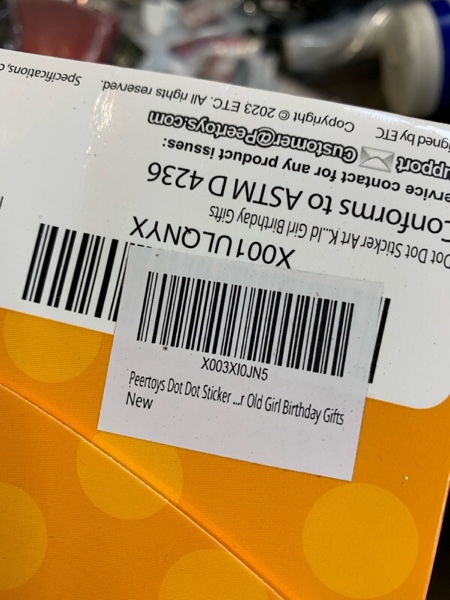 X003XI0JN5
Peertoys Dot Dot Sticker ...r Old Girl Birthday Gifts
New
X001ULQNYX
Dot Dot Sticker Art K...ld Girl Birthday Gifts
Conforms to ASTM D 4236
ervice contact for any product issues:
upport Customer@Peertoys.com
igned by ETC Copyright © 2023 ETC. All rights reserved. Specifications, c